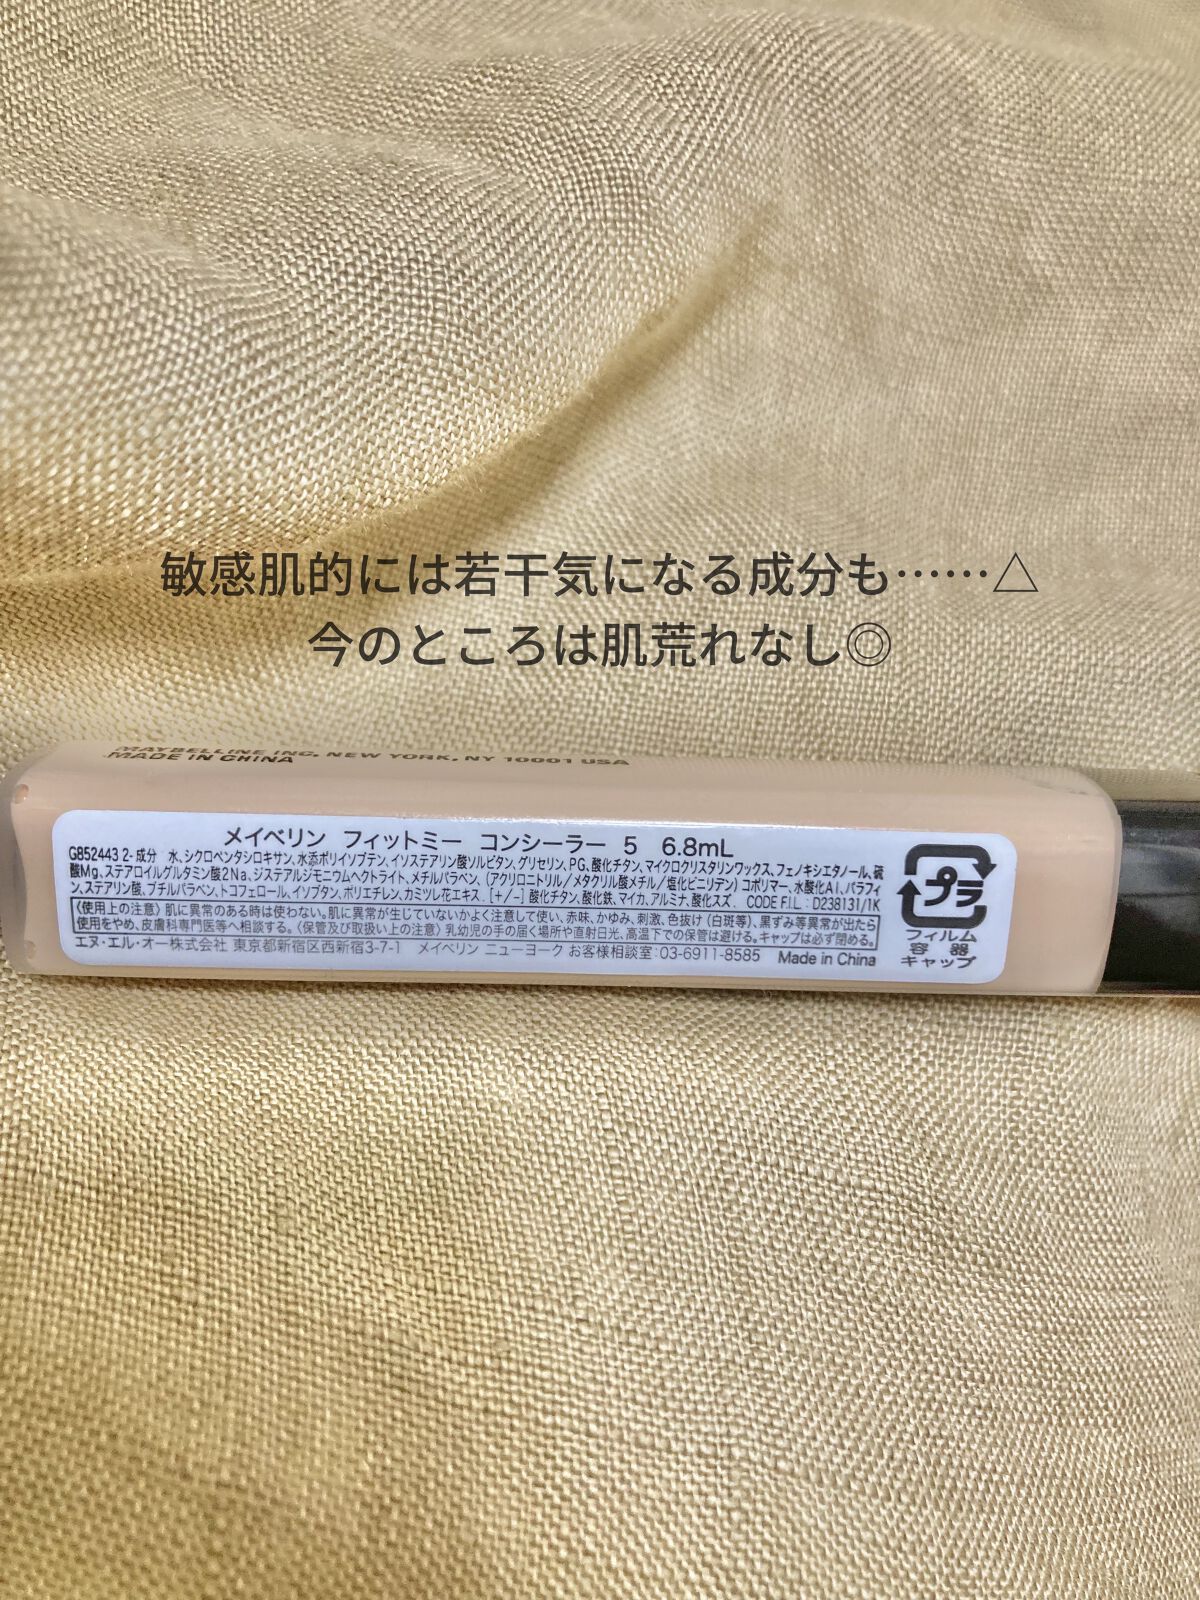 敏感肌的には若干気になる成分も……△
今のところは肌荒れなし◎
MAYBELLINE INC. NEW YORK, NY 10001 USA
MADE IN CHINA
メイベリン フィットミー コンシーラー 5 6.8mL
G852443 2- 成分 水、シクロペンタシロキサン、水添ポリイソブテン、イソステアリン酸ソルビタン、グリセリン、PG、酸化チタン、マイクロクリスタリンワックス、フェノキシエタノール、硫
酸Mg、ステアロイルグルタミン酸2Na、ジステアルジモニウムヘクトライト、メチルパラベン、(アクリロニトリル/メタクリル酸メチル/塩化ビニリデン)コポリマー、水酸化Al、パラフィ
ン、ステアリン酸、ブチルパラベン、トコフェロール、イソブタン、ポリエチレン、カミツレ花エキス. [+/-] 酸化チタン、酸化鉄、マイカ、アルミナ、酸化スズ. CODE F.I.L.: D238131/1K
〈使用上の注意〉肌に異常のある時は使わない。肌に異常が生じていないかよく注意して使い、赤味、かゆみ、刺激、色抜け(白斑等)、黒ずみ等異常が出たら
使用をやめ、皮膚科専門医等へ相談する。〈保管及び取扱い上の注意〉乳幼児の手の届く場所や直射日光、高温下での保管は避ける。キャップは必ず閉める。
エヌ・エル・オー株式会社 東京都新宿区西新宿3-7-1 メイベリン ニューヨーク お客様相談室:03-6911-8585 Made in China
プラ
フィルム
容器
キャップ